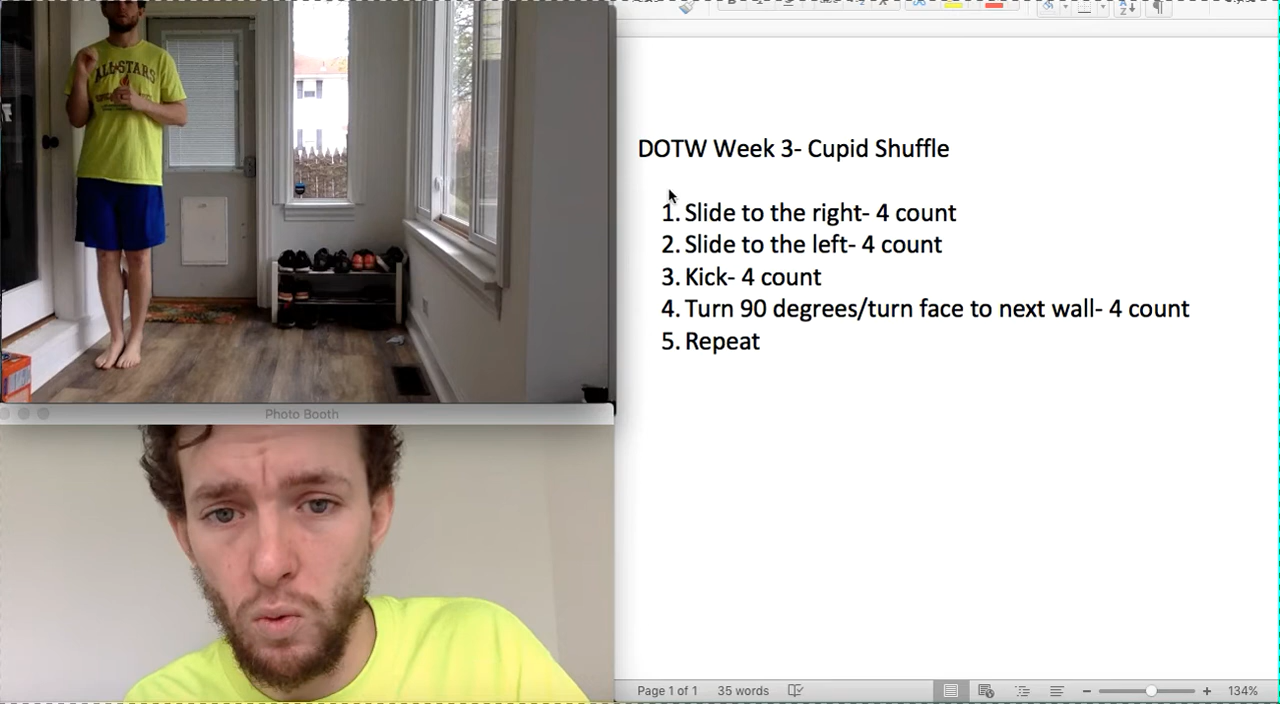 ALL-STARS
DOTW Week 3- Cupid Shuffle
1. Slide to the right- 4 count
2. Slide to the left- 4 count
3. Kick- 4 count
4. Turn 90 degrees/turn face to next wall- 4 count
5. Repeat
Photo Booth
Page 1 of 1 35 words 134%